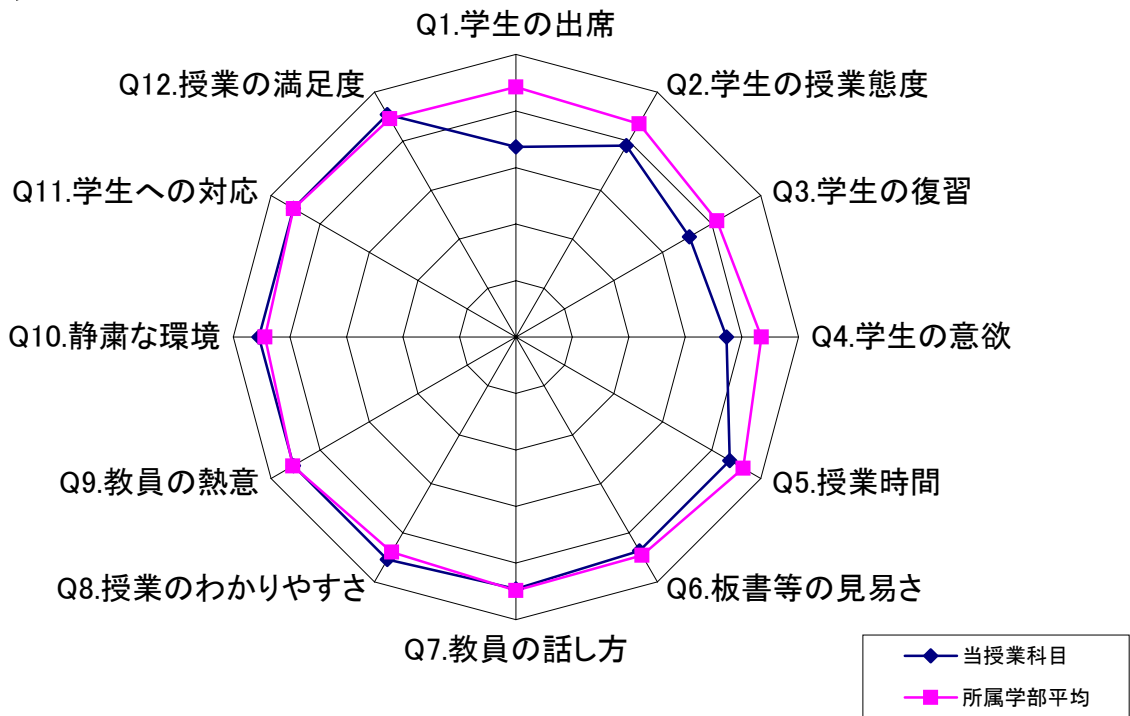 Q1.学生の出席
Q2.学生の授業態度
Q3.学生の復習
Q4.学生の意欲
Q5.授業時間
Q6.板書等の見易さ
Q7.教員の話し方
Q8.授業のわかりやすさ
Q9.教員の熱意
Q10.静粛な環境
Q11.学生への対応
Q12.授業の満足度
当授業科目
所属学部平均